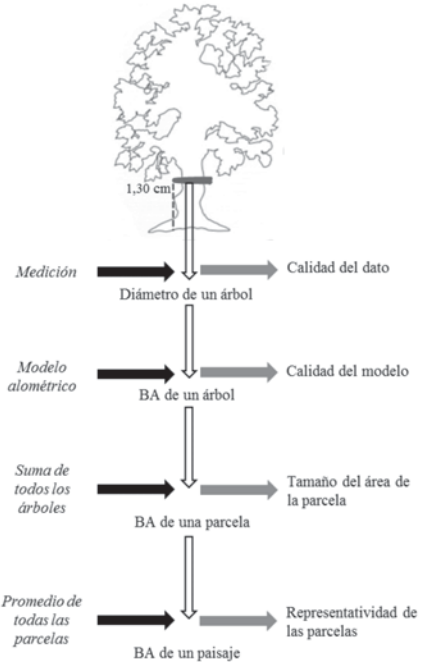 1,30 cm
Medición
Calidad del dato
Diámetro de un árbol
Modelo
alométrico
Calidad del modelo
BA de un árbol
Suma de
todos los
árboles
Tamaño del área de
la parcela
BA de una parcela
Promedio de
todas las
parcelas
Representatividad de
las parcelas
BA de un paisaje